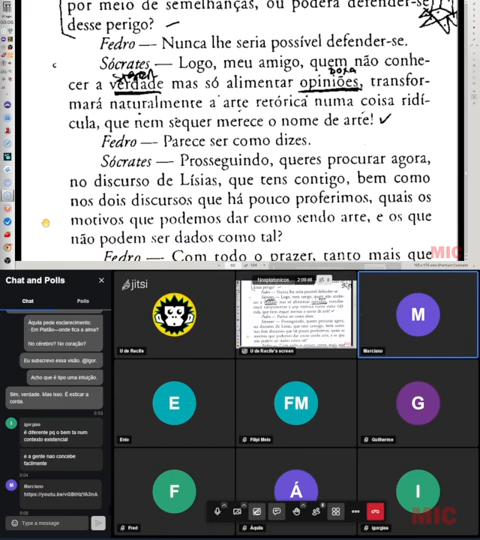 por meio de semelhanças, ou poderá defender-se
desse perigo? —
Fedro — Nunca lhe seria possível defender-se.
Sócrates — Logo, meu amigo, quem não conhe-
doxa
cer a verdade mas só alimentar opiniões, transfor-
mará naturalmente a arte retórica numa coisa ridí-
cula, que nem sequer merece o nome de arte! ✓
Fedro — Parece ser como dizes.
Sócrates — Prosseguindo, queres procurar agora,
no discurso de Lísias, que tens contigo, bem como
nos dois discursos que há pouco proferimos, quais os
motivos que podemos dar como sendo arte, e os que
não podem ser dados como tal?
Fedro — Com todo o prazer, tanto mais que
MIC
Chat and Polls
Chat
Polls
Áquila pede esclarecimento:
Em Platão--onde fica a alma?
No cérebro? No coração?
Eu subscrevo essa visão. @Igor.
Acho que é tipo uma intuição.
Sim, verdade. Mas isso. É esticar a
corda.
I
igorgioo
é diferente pq o bem ta num
contexto existencial
e a gente nao concebe
facilmente
M
Merciano
Type a message
jitsi
Neoplatonicos
U de Recife
U de Recife's screen
M
Merciano
E
Enio
FM
Filipi Melo
G
Guilherme
F
Fred
Á
Áquila
I
igorgioo
MIC